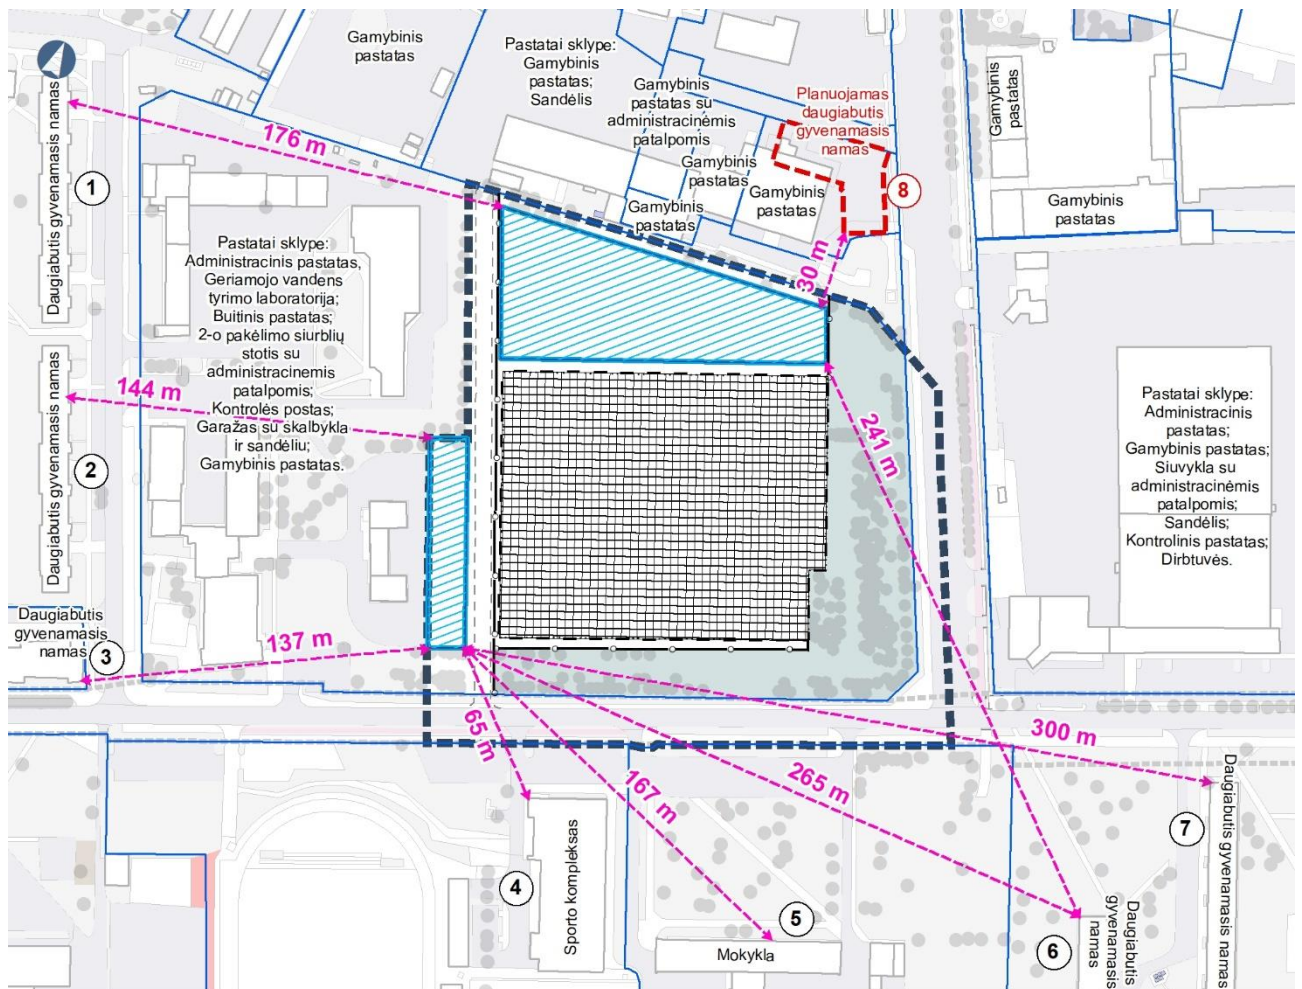 Gamybinis
pastatas
Pastatai sklype:
Gamybinis
pastatas;
Sandėlis
Gamybinis
pastatas su
administracinėmis
patalpomis
Planuojamas
daugiabutis
gyvenamasis
namas
Gamybinis
pastatas
Daugiabutis gyvenamasis namas
176 m
1
Gamybinis
pastatas
Gamybinis
pastatas
Gamybinis
pastatas
8
Gamybinis
pastatas
Pastatai sklype:
Administracinis pastatas,
Geriamojo vandens
tyrimo laboratorija;
Buitinis pastatas;
2-o pakėlimo siurblių
stotis su
administracinėmis
patalpomis;
Kontrolės postas;
Garažas su skalbykla
ir sandėliu;
Gamybinis pastatas.
30 m
144 m
Daugiabutis gyvenamasis namas
2
241 m
Pastatai sklype:
Administracinis
pastatas;
Gamybinis pastatas;
Siuvykla su
administracinėmis
patalpomis;
Sandėlis;
Kontrolinis pastatas;
Dirbtuvės.
Daugiabutis
gyvenamasis
namas
3
137 m
65 m
167 m
265 m
300 m
4
Sporto kompleksas
5
Mokykla
6
Daugiabutis
gyvenamasis
namas
7
Daugiabutis gyvenamasis namas